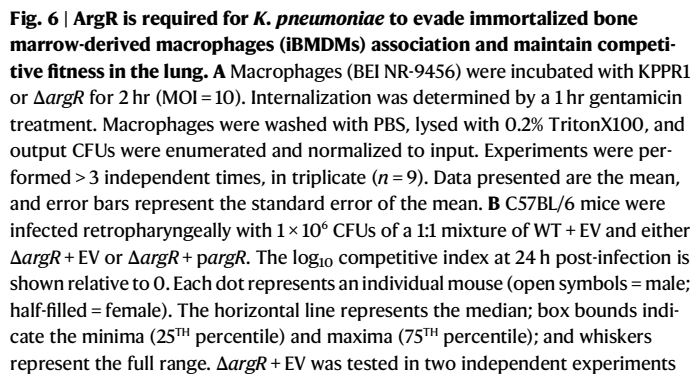 Fig. 6 | ArgR is required for K. pneumoniae to evade immortalized bone
marrow-derived macrophages (iBMDMs) association and maintain competi-
tive fitness in the lung. A Macrophages (BEI NR-9456) were incubated with KPPR1
or ΔargR for 2 hr (MOI = 10). Internalization was determined by a 1 hr gentamicin
treatment. Macrophages were washed with PBS, lysed with 0.2% TritonX100, and
output CFUs were enumerated and normalized to input. Experiments were per-
formed > 3 independent times, in triplicate (n = 9). Data presented are the mean,
and error bars represent the standard error of the mean. B C57BL/6 mice were
infected retropharyngeally with 1 × 10⁶ CFUs of a 1:1 mixture of WT + EV and either
ΔargR + EV or ΔargR + pargR. The log₁₀ competitive index at 24 h post-infection is
shown relative to 0. Each dot represents an individual mouse (open symbols = male;
half-filled = female). The horizontal line represents the median; box bounds indi-
cate the minima (25ᵀᴴ percentile) and maxima (75ᵀᴴ percentile); and whiskers
represent the full range. ΔargR + EV was tested in two independent experiments